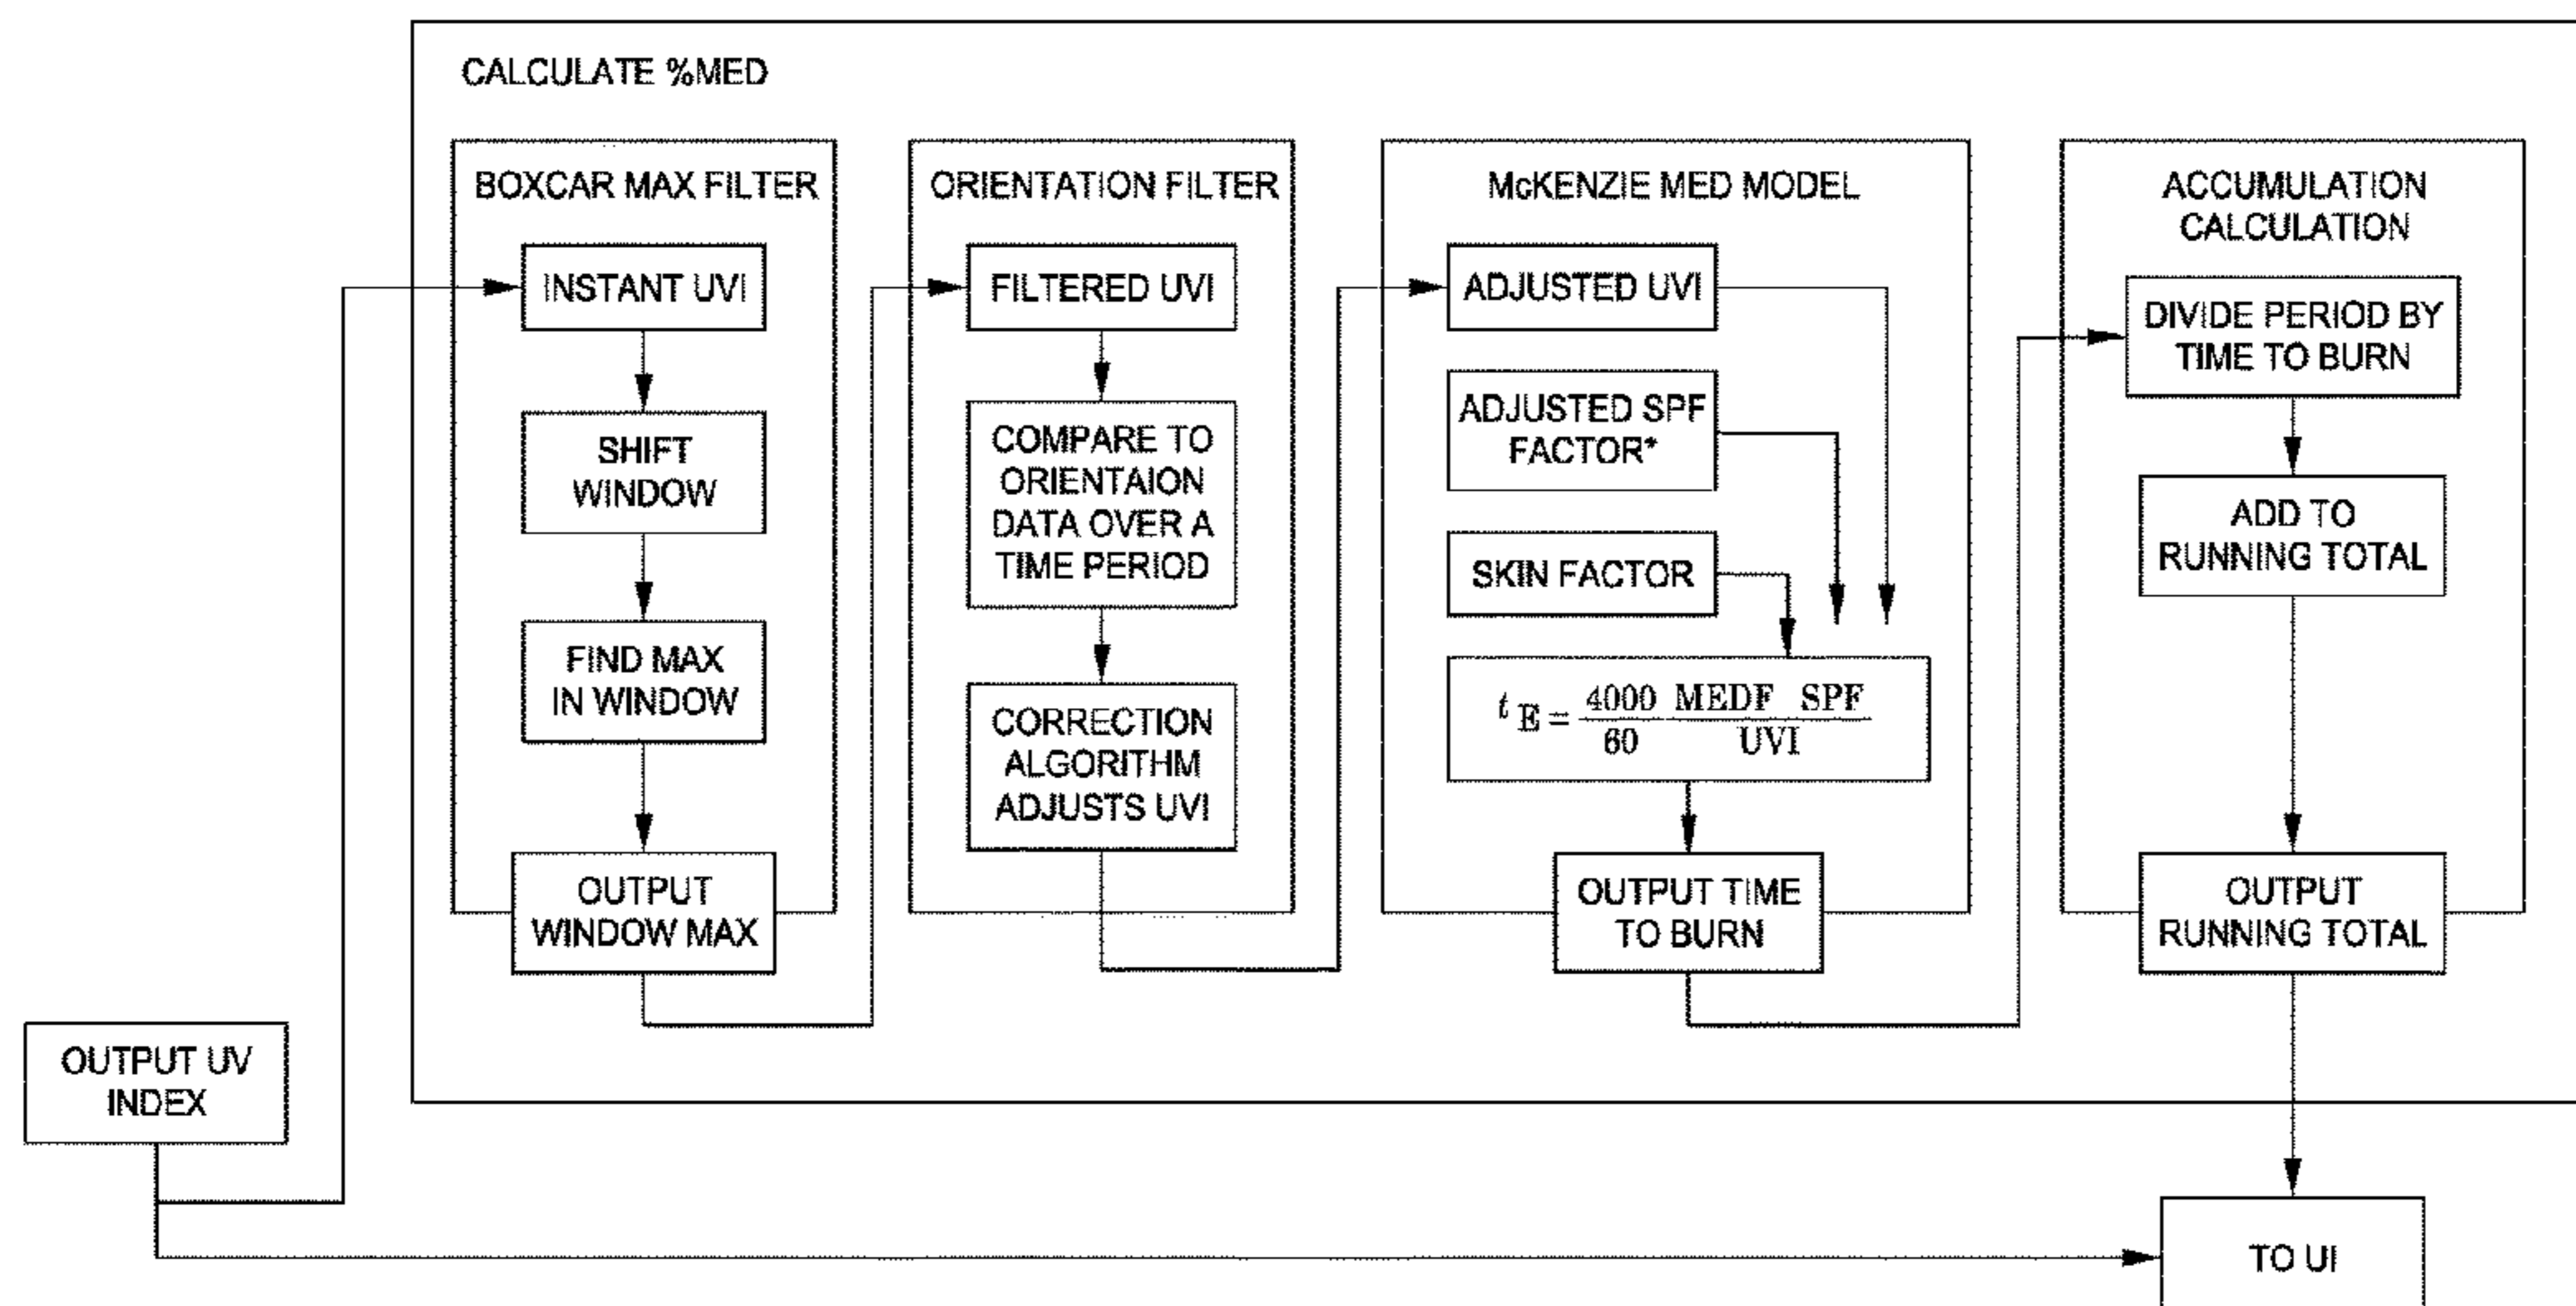 CALCULATE %MED
BOXCAR MAX FILTER
INSTANT UVI
SHIFT
WINDOW
FIND MAX
IN WINDOW
OUTPUT
WINDOW MAX
ORIENTATION FILTER
FILTERED UVI
COMPARE TO
ORIENTAION
DATA OVER A
TIME PERIOD
CORRECTION
ALGORITHM
ADJUSTS UVI
McKENZIE MED MODEL
ADJUSTED UVI
ADJUSTED SPF
FACTOR*
SKIN FACTOR
t E = 4000/60 MEDF SPF/UVI
OUTPUT TIME
TO BURN
ACCUMULATION
CALCULATION
DIVIDE PERIOD BY
TIME TO BURN
ADD TO
RUNNING TOTAL
OUTPUT
RUNNING TOTAL
OUTPUT UV
INDEX
TO UI